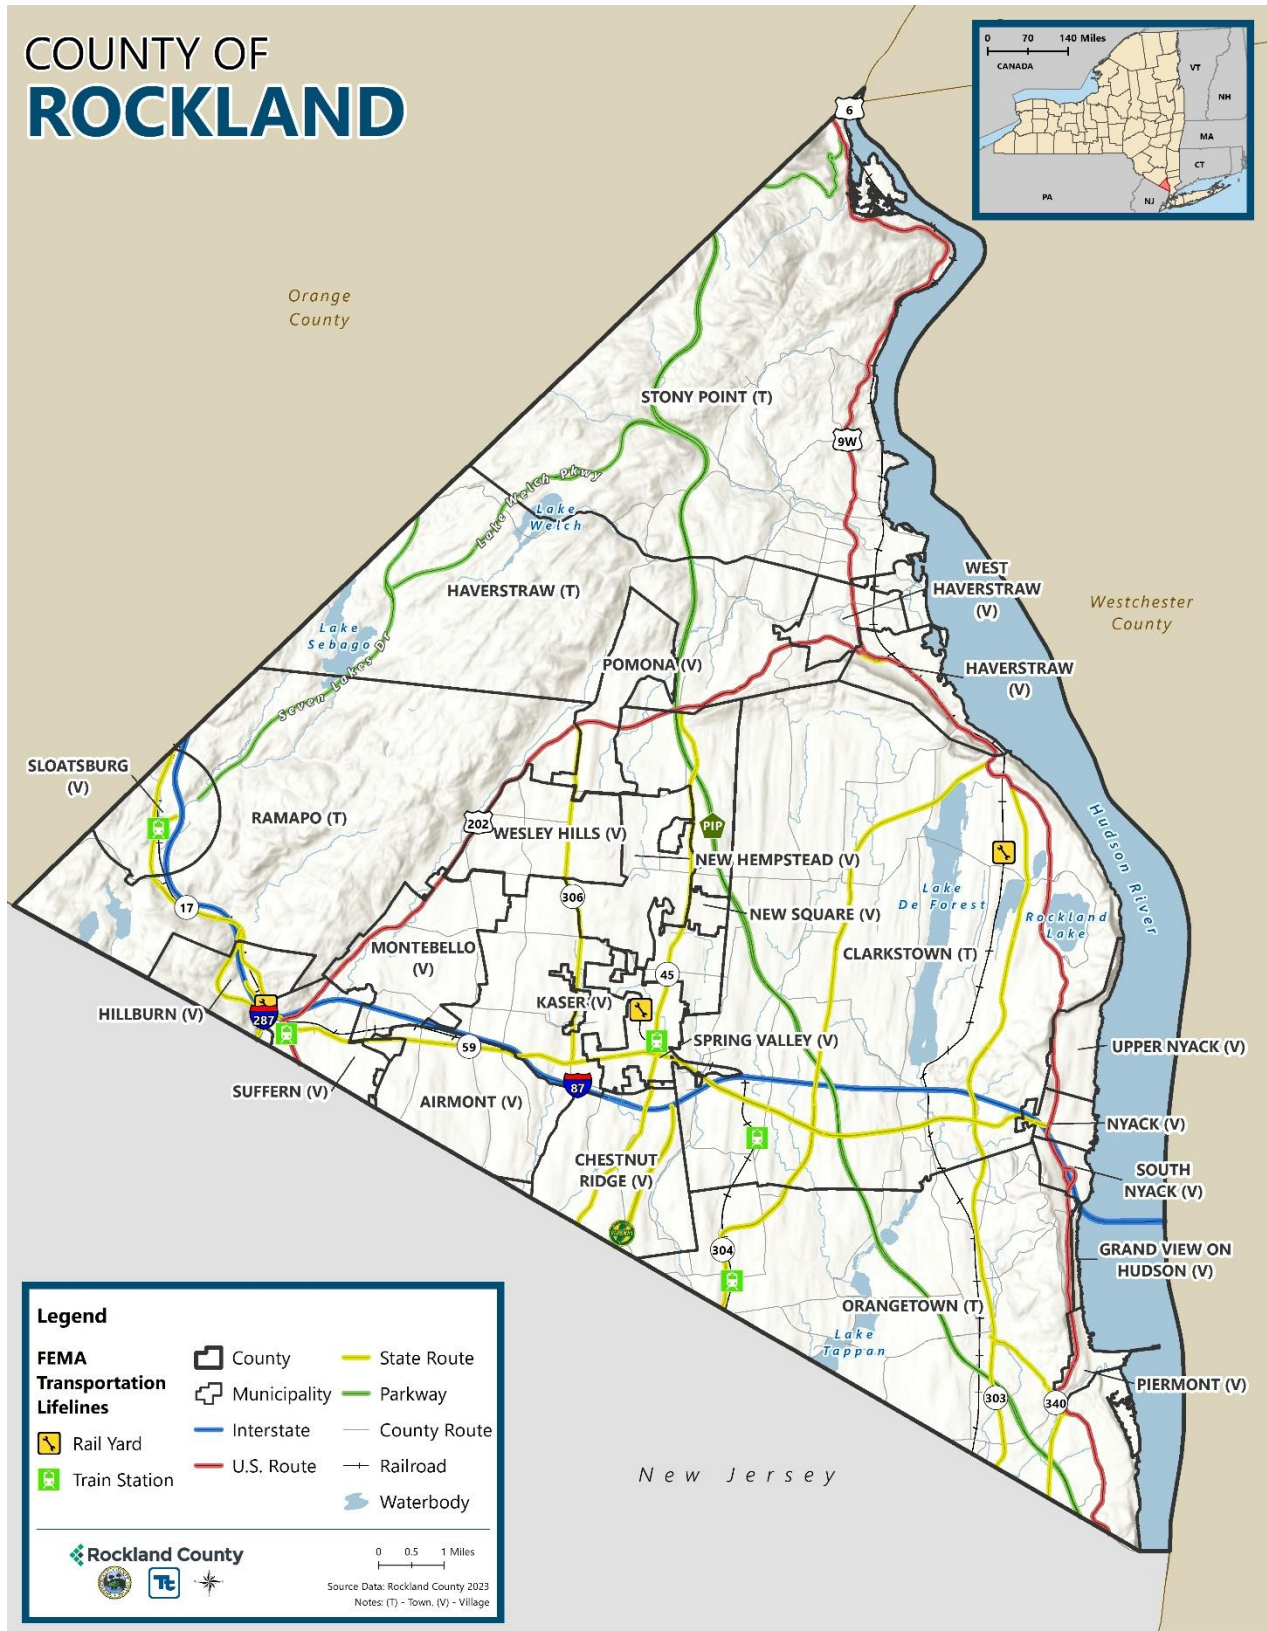 COUNTY OF
ROCKLAND
0 70 140 Miles
CANADA
VT
NH
MA
CT
PA
NJ
6
Orange
County
STONY POINT (T)
9W
Lake Welch Pkwy
Lake
Welch
HAVERSTRAW (T)
WEST
HAVERSTRAW
(V)
Westchester
County
Lake
Sebago
Seven Lakes Dr
POMONA (V)
HAVERSTRAW
(V)
SLOATSBURG
(V)
RAMAPO (T)
202
WESLEY HILLS (V)
PIP
NEW HEMPSTEAD (V)
Hudson River
306
17
NEW SQUARE (V)
Lake
De Forest
Rockland
Lake
MONTEBELLO
(V)
CLARKSTOWN (T)
45
KASER (V)
HILLBURN (V)
287
59
SPRING VALLEY (V)
UPPER NYACK (V)
SUFFERN (V)
AIRMONT (V)
87
NYACK (V)
CHESTNUT
RIDGE (V)
SOUTH
NYACK (V)
304
GRAND VIEW ON
HUDSON (V)
ORANGETOWN (T)
Lake
Tappan
PIERMONT (V)
303
340
New Jersey
Legend
FEMA
Transportation
Lifelines
Rail Yard
Train Station
County
Municipality
Interstate
U.S. Route
State Route
Parkway
County Route
Railroad
Waterbody
Rockland County
Tt
0 0.5 1 Miles
Source Data: Rockland County 2023
Notes: (T) - Town, (V) - Village